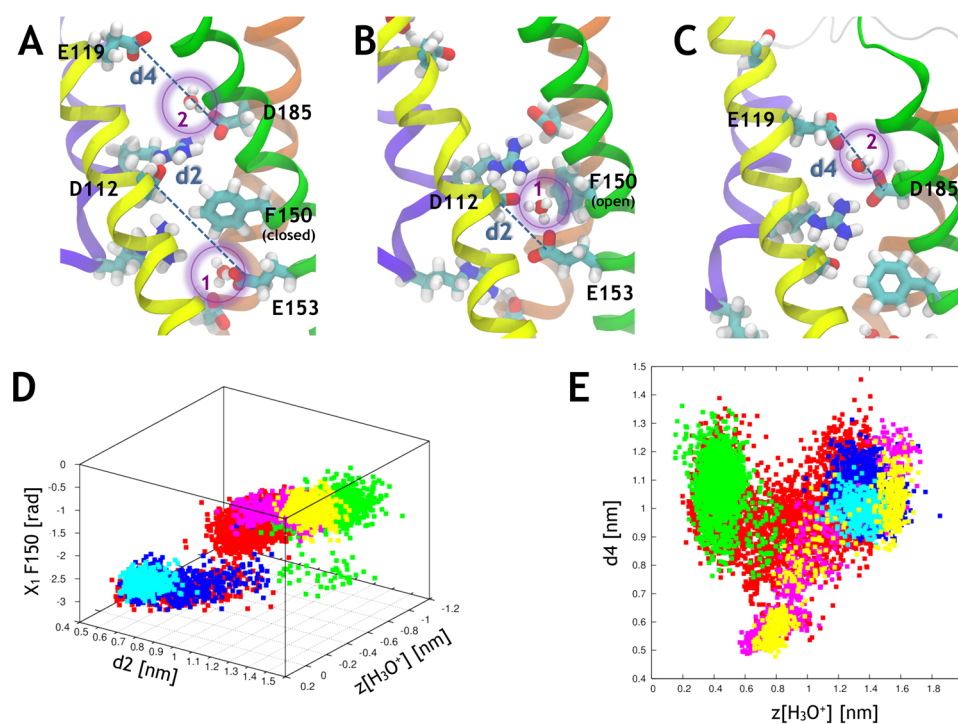 A
E119
d4
2
D185
d2
D112
F150
(closed)
1
E153
B
1
F150
(open)
D112
d2
E153
C
E119
2
d4
D185
D
0
-0.5
-1
-1.5
-2
-2.5
-3
X₁ F150 [rad]
0.4
0.5
0.6
0.7
0.8
0.9
1
1.1
1.2
1.3
1.4
1.5
d2 [nm]
0.2
0
-0.2
-0.4
-0.6
-0.8
-1
-1.2
z[H₃O⁺] [nm]
E
1.5
1.4
1.3
1.2
1.1
1
0.9
0.8
0.7
0.6
0.5
0.4
d4 [nm]
0 0.2 0.4 0.6 0.8 1 1.2 1.4 1.6 1.8
z[H₃O⁺] [nm]